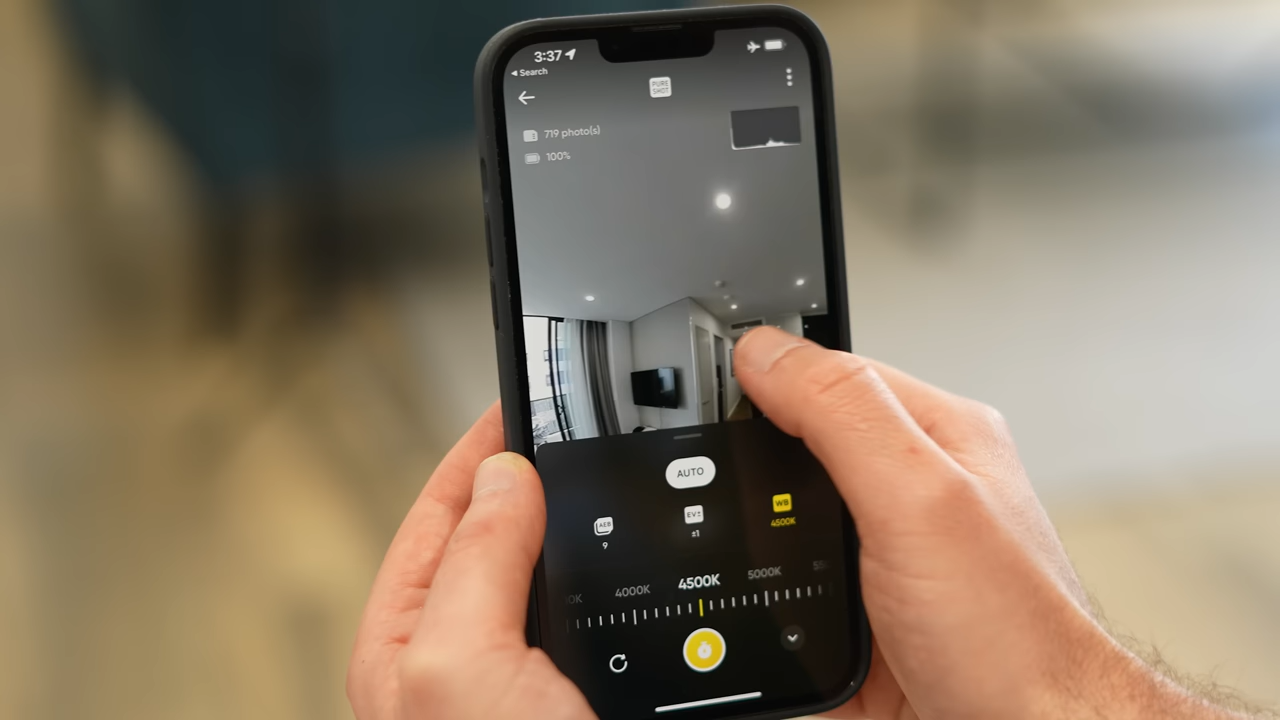 3:37
◀ Search
PURE
SHOT
719 photo(s)
100%
AUTO
AEB
9
EV±
±1
WB
4500K
4000K
4500K
5000K